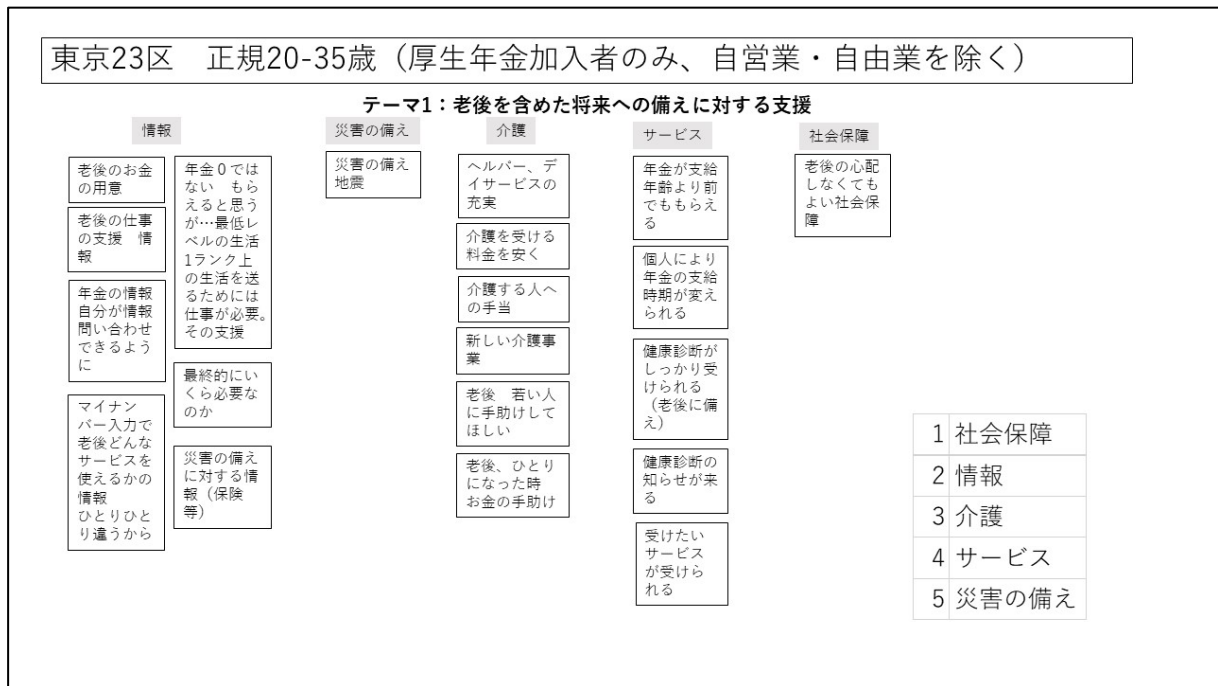 東京23区　正規20-35歳（厚生年金加入者のみ、自営業・自由業を除く）
テーマ1：老後を含めた将来への備えに対する支援
情報
老後のお金
の用意
老後の仕事
の支援　情
報
年金の情報
自分が情報
問い合わせ
できるよう
に
マイナン
バー入力で
老後どんな
サービスを
使えるかの
情報
ひとりひと
り違うから
年金０では
ない　もら
えると思う
が…最低レ
ベルの生活
1ランク上
の生活を送
るためには
仕事が必要。
その支援
最終的にい
くら必要な
のか
災害の備え
に対する情
報（保険
等）
災害の備え
災害の備え
地震
介護
ヘルパー、デ
イサービスの
充実
介護を受ける
料金を安く
介護する人へ
の手当
新しい介護事
業
老後　若い人
に手助けして
ほしい
老後、ひとり
になった時
お金の手助け
サービス
年金が支給
年齢より前
でももらえ
る
個人により
年金の支給
時期が変え
られる
健康診断が
しっかり受
けられる
（老後に備
え）
健康診断の
知らせが来
る
受けたい
サービス
が受けら
れる
社会保障
老後の心配
しなくても
よい社会保
障
1 社会保障
2 情報
3 介護
4 サービス
5 災害の備え